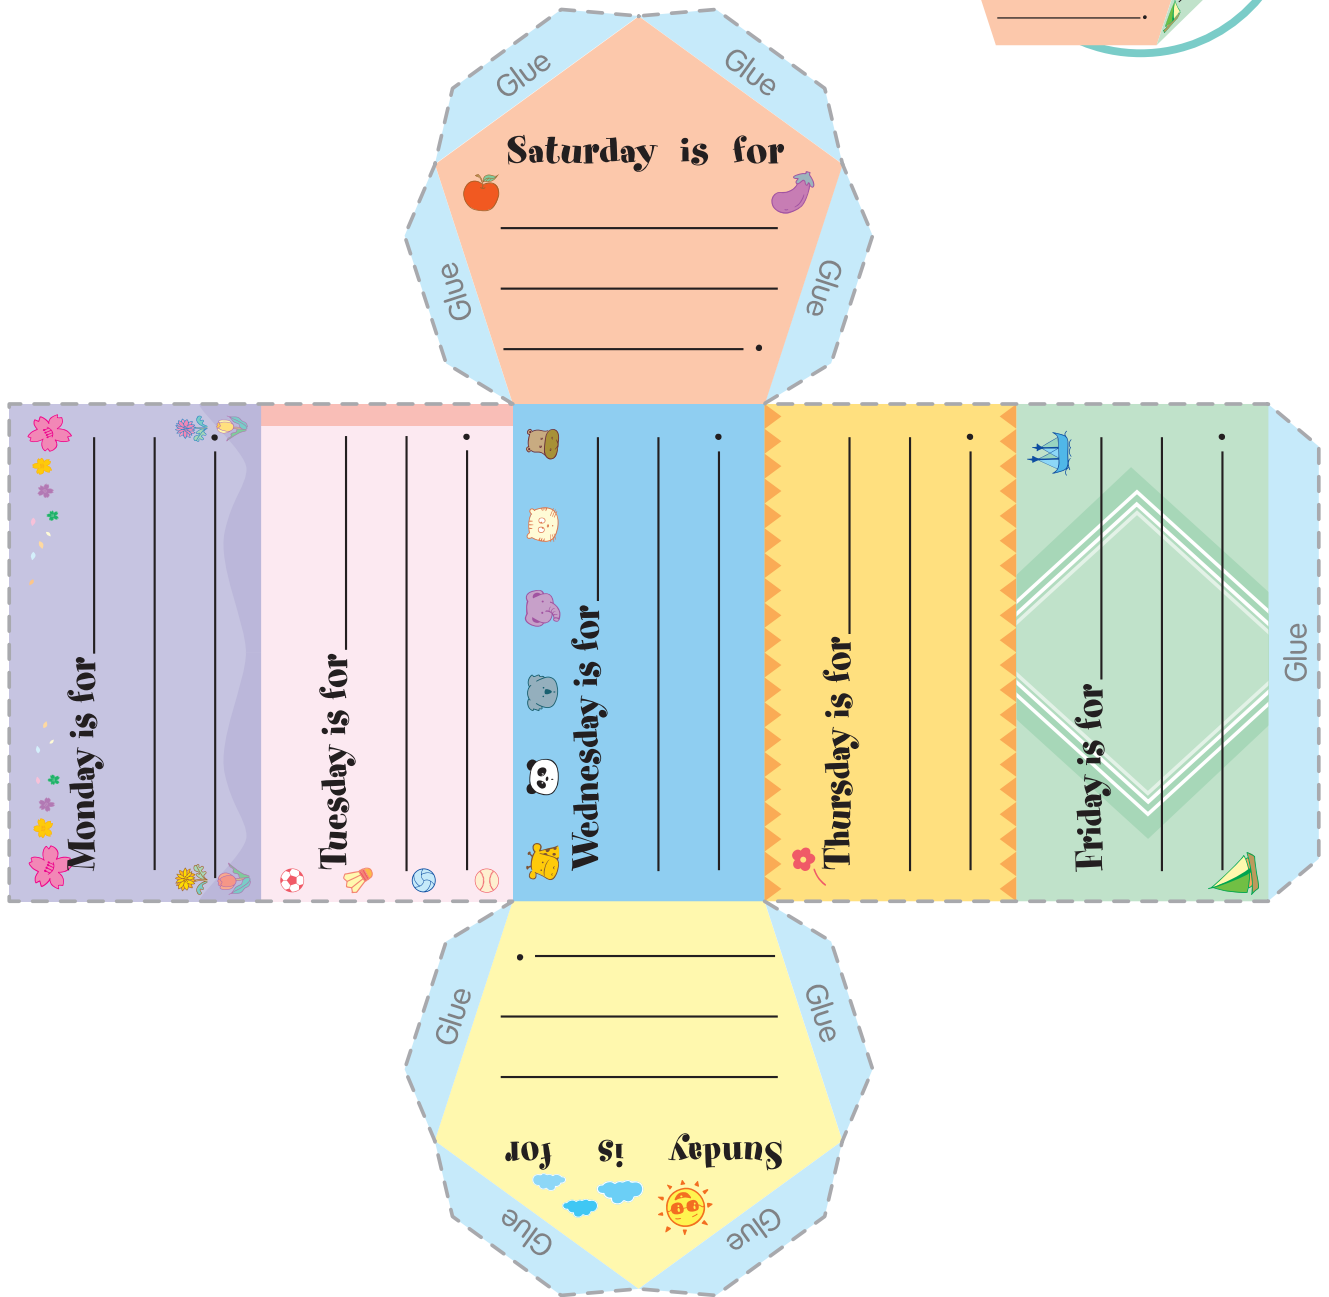 Glue
Glue
Saturday is for
Glue
Glue
.
Monday is for
.
Tuesday is for
.
Wednesday is for
.
Thursday is for
.
Friday is for
.
Glue
.
Glue
Glue
Sunday is for
Glue
Glue